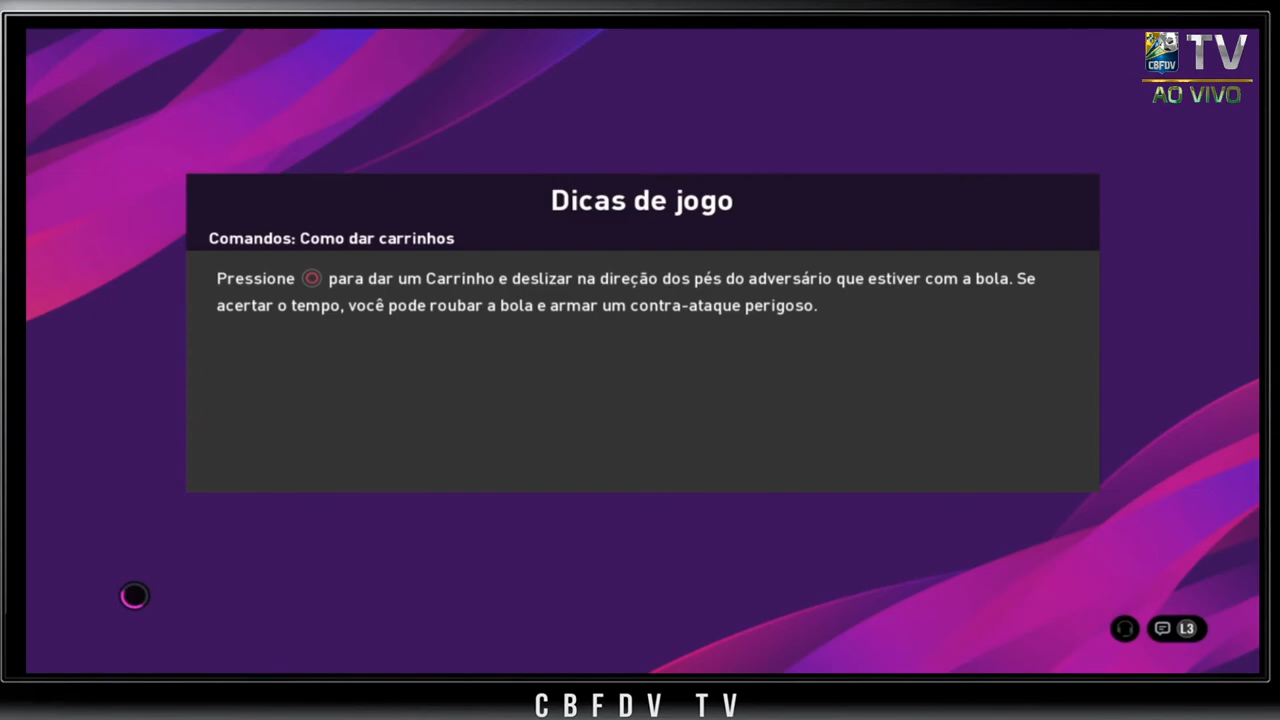 CBFDV TV
AO VIVO
Dicas de jogo
Comandos: Como dar carrinhos
Pressione para dar um Carrinho e deslizar na direção dos pés do adversário que estiver com a bola. Se
acertar o tempo, você pode roubar a bola e armar um contra-ataque perigoso.
L3
CBFDV TV